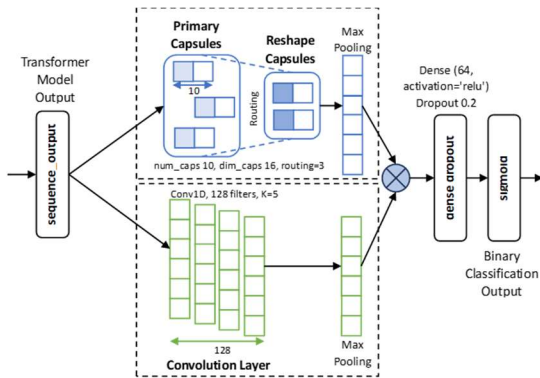 Transformer
Model
Output
sequence_output
Primary
Capsules
10
Reshape
Capsules
Routing
Max
Pooling
num_caps 10, dim_caps 16, routing=3
Conv1D, 128 filters, K=5
128
Convolution Layer
Max
Pooling
Dense (64,
activation='relu')
Dropout 0.2
dense dropout
sigmoid
Binary
Classification
Output